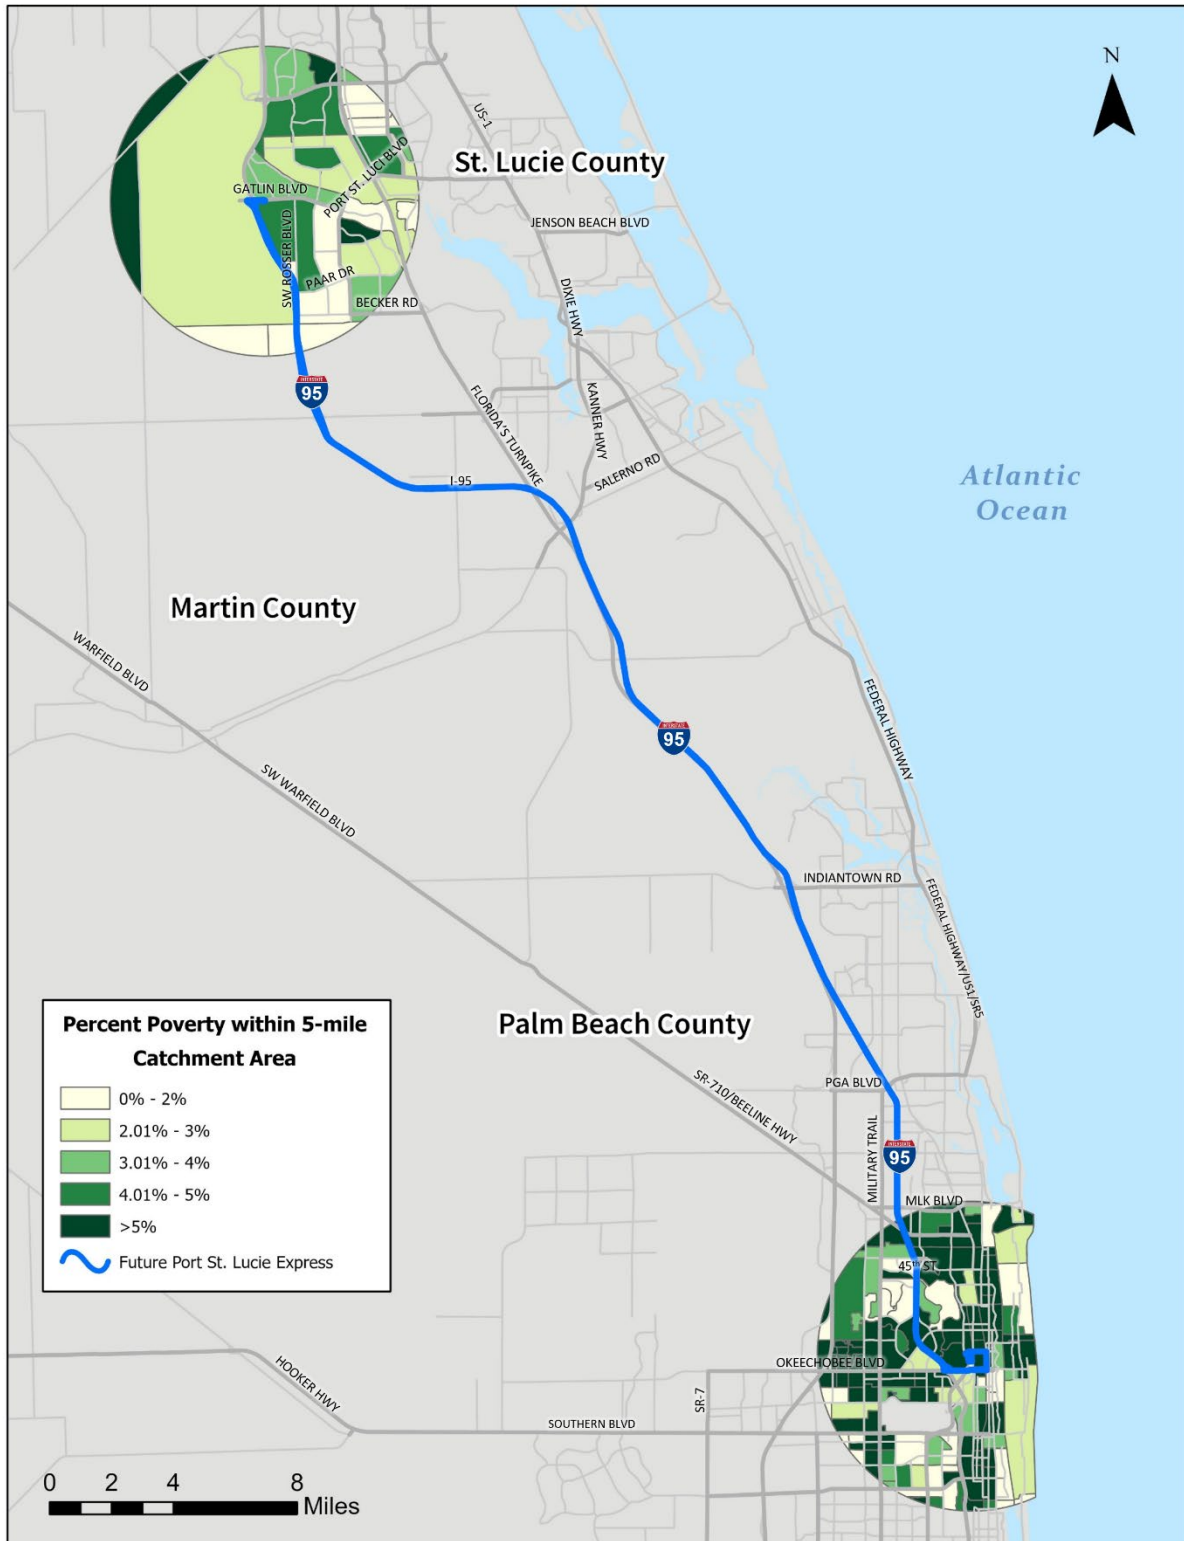 N
US-1
St. Lucie County
PORT ST. LUCI BLVD
GATLIN BLVD
SW ROSSER BLVD
PAAR DR
BECKER RD
JENSON BEACH BLVD
DIXIE HWY
95
KANNER HWY
FLORIDA'S TURNPIKE
SALERNO RD
I-95
Atlantic
Ocean
Martin County
WARFIELD BLVD
FEDERAL HIGHWAY
95
SW WARFIELD BLVD
INDIANTOWN RD
FEDERAL HIGHWAY/US1/SR5
Palm Beach County
SR-710/BEELINE HWY
PGA BLVD
MILITARY TRAIL
95
MLK BLVD
45th ST
OKEECHOBEE BLVD
SR-7
HOOKER HWY
SOUTHERN BLVD
Percent Poverty within 5-mile
Catchment Area
0% - 2%
2.01% - 3%
3.01% - 4%
4.01% - 5%
>5%
Future Port St. Lucie Express
0 2 4 8
Miles